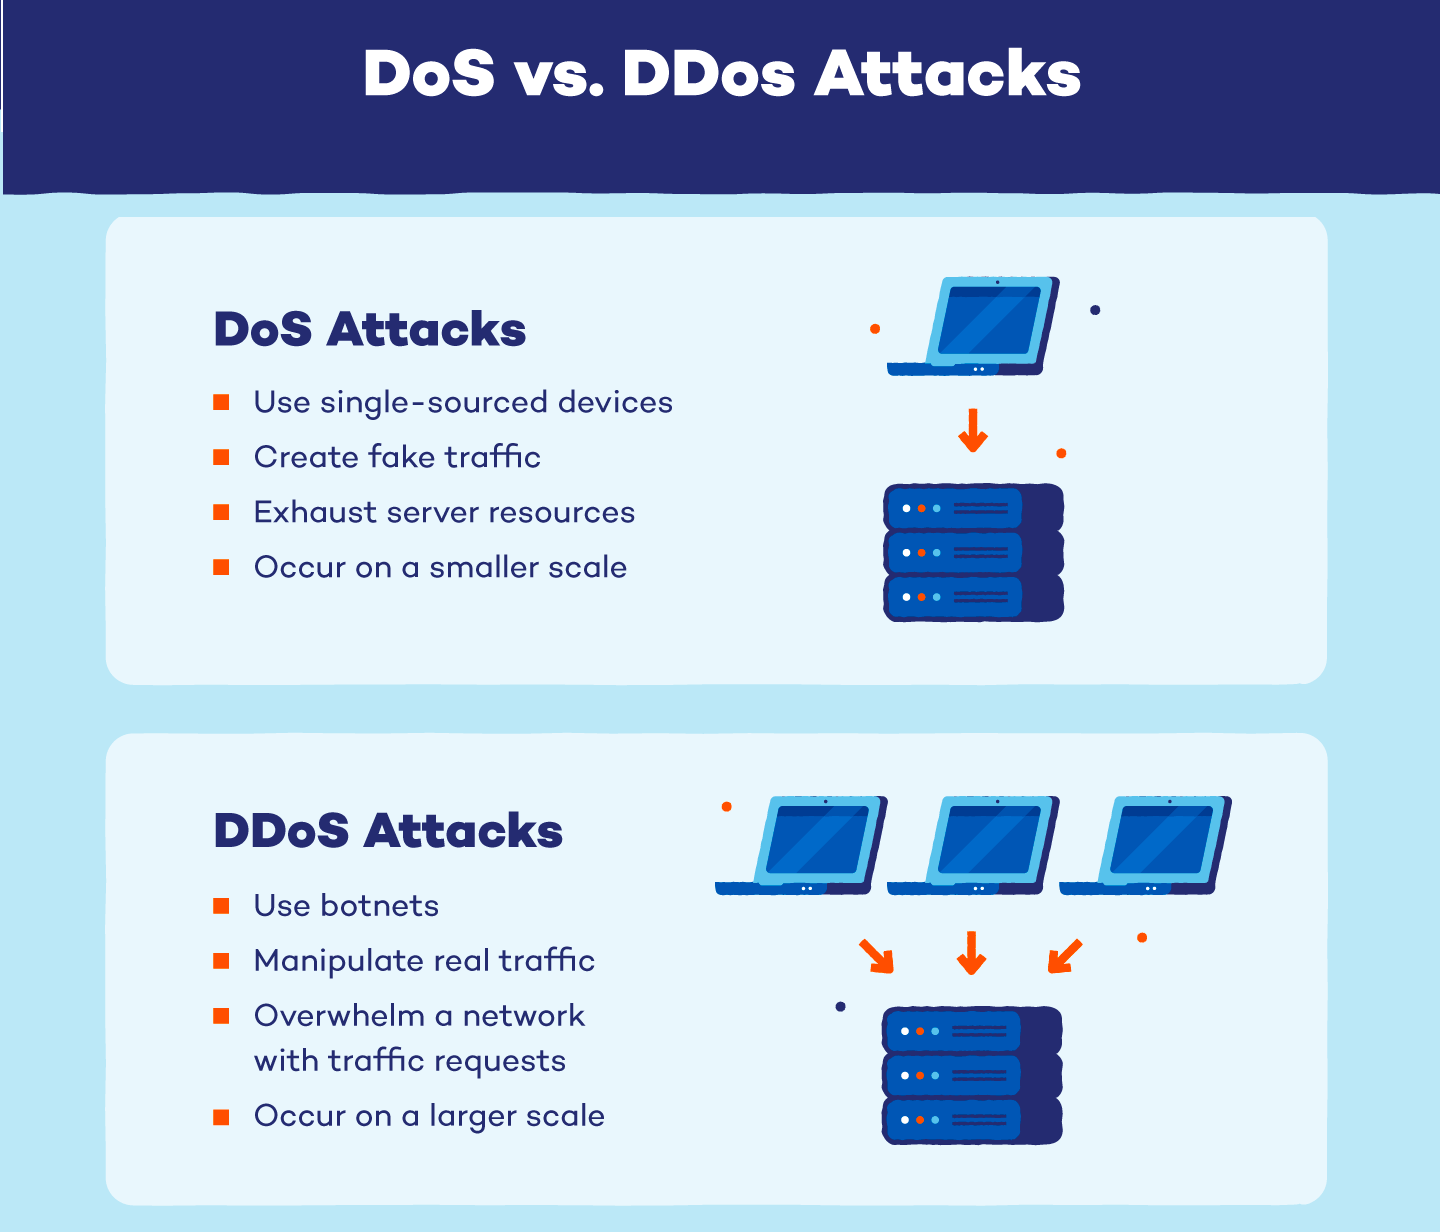 DoS vs. DDos Attacks
DoS Attacks
Use single-sourced devices
Create fake traffic
Exhaust server resources
Occur on a smaller scale
DDoS Attacks
Use botnets
Manipulate real traffic
Overwhelm a network
with traffic requests
Occur on a larger scale